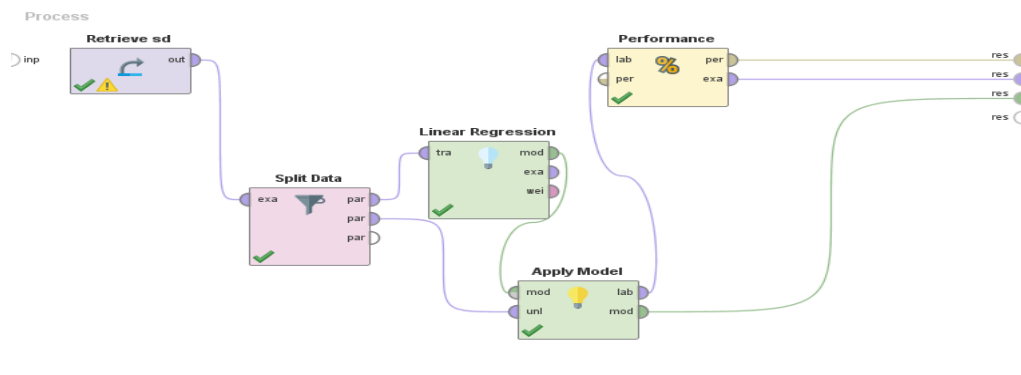 Process
inp
Retrieve sd
out
Split Data
exa
par
par
par
Linear Regression
tra
mod
exa
wei
Apply Model
mod
unl
lab
mod
Performance
lab
per
%
per
exa
res
res
res
res